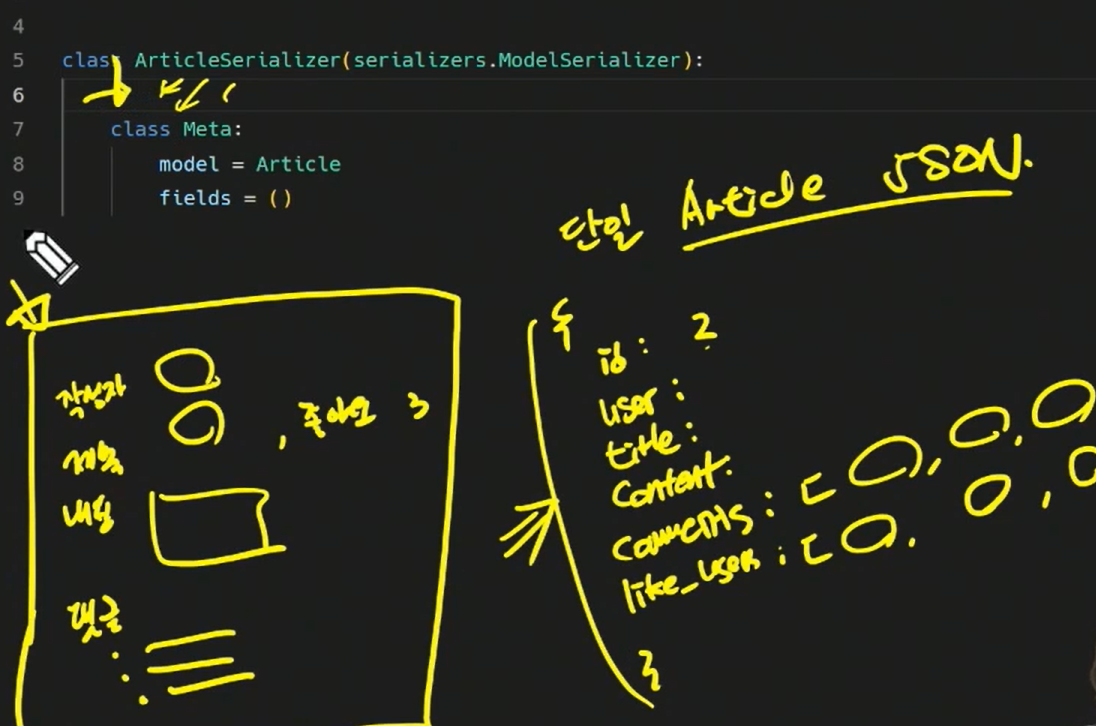 4
5 class ArticleSerializer(serializers.ModelSerializer):
6
7 class Meta:
8 model = Article
9 fields = ()
단일 Article JSON.
작성자
제목 , 좋아요 3
내용
댓글
{
id : 2
user :
title :
content :
comments : [ , ,
like_users : [ , ,
}